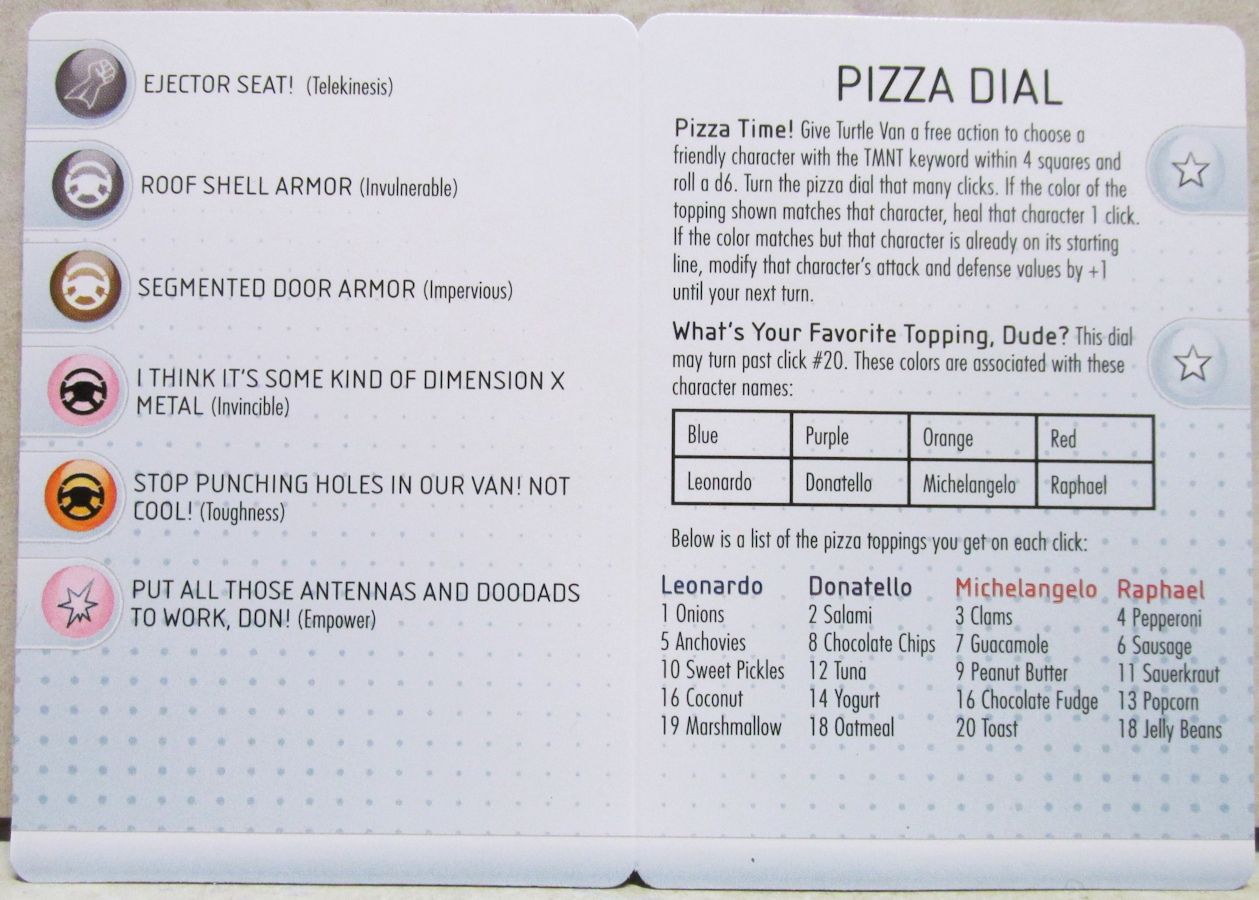 EJECTOR SEAT! (Telekinesis)
ROOF SHELL ARMOR (Invulnerable)
SEGMENTED DOOR ARMOR (Impervious)
I THINK IT'S SOME KIND OF DIMENSION X
METAL (Invincible)
STOP PUNCHING HOLES IN OUR VAN! NOT
COOL! (Toughness)
PUT ALL THOSE ANTENNAS AND DOODADS
TO WORK, DON! (Empower)
PIZZA DIAL
Pizza Time! Give Turtle Van a free action to choose a
friendly character with the TMNT keyword within 4 squares and
roll a d6. Turn the pizza dial that many clicks. If the color of the
topping shown matches that character, heal that character 1 click.
If the color matches but that character is already on its starting
line, modify that character's attack and defense values by +1
until your next turn.
What's Your Favorite Topping, Dude? This dial
may turn past click #20. These colors are associated with these
character names:
Blue Purple Orange Red
Leonardo Donatello Michelangelo Raphael
Below is a list of the pizza toppings you get on each click:
Leonardo Donatello Michelangelo Raphael
1 Onions 2 Salami 3 Clams 4 Pepperoni
5 Anchovies 8 Chocolate Chips 7 Guacamole 6 Sausage
10 Sweet Pickles 12 Tuna 9 Peanut Butter 11 Sauerkraut
16 Coconut 14 Yogurt 16 Chocolate Fudge 13 Popcorn
19 Marshmallow 18 Oatmeal 20 Toast 18 Jelly Beans